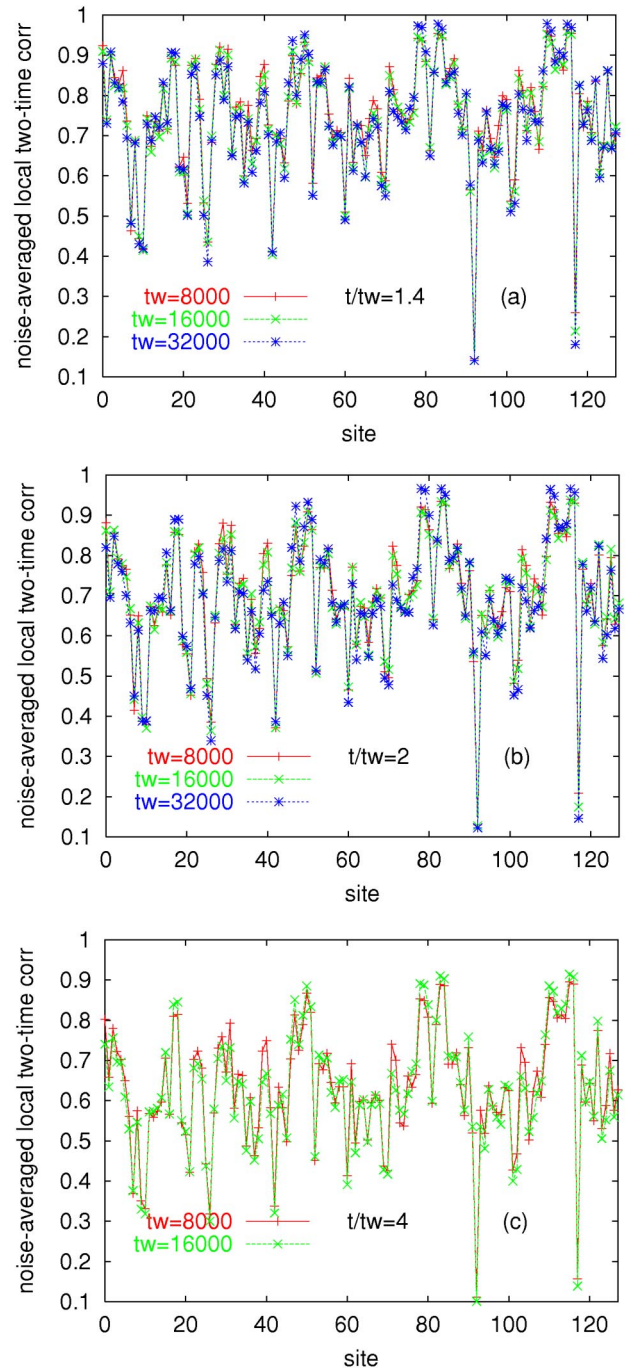 noise-averaged local two-time corr
1
0.9
0.8
0.7
0.6
0.5
0.4
0.3
0.2
0.1
tw=8000
tw=16000
tw=32000
t/tw=1.4
(a)
0 20 40 60 80 100 120
site
noise-averaged local two-time corr
1
0.9
0.8
0.7
0.6
0.5
0.4
0.3
0.2
0.1
tw=8000
tw=16000
tw=32000
t/tw=2
(b)
0 20 40 60 80 100 120
site
noise-averaged local two-time corr
1
0.9
0.8
0.7
0.6
0.5
0.4
0.3
0.2
0.1
tw=8000
tw=16000
t/tw=4
(c)
0 20 40 60 80 100 120
site